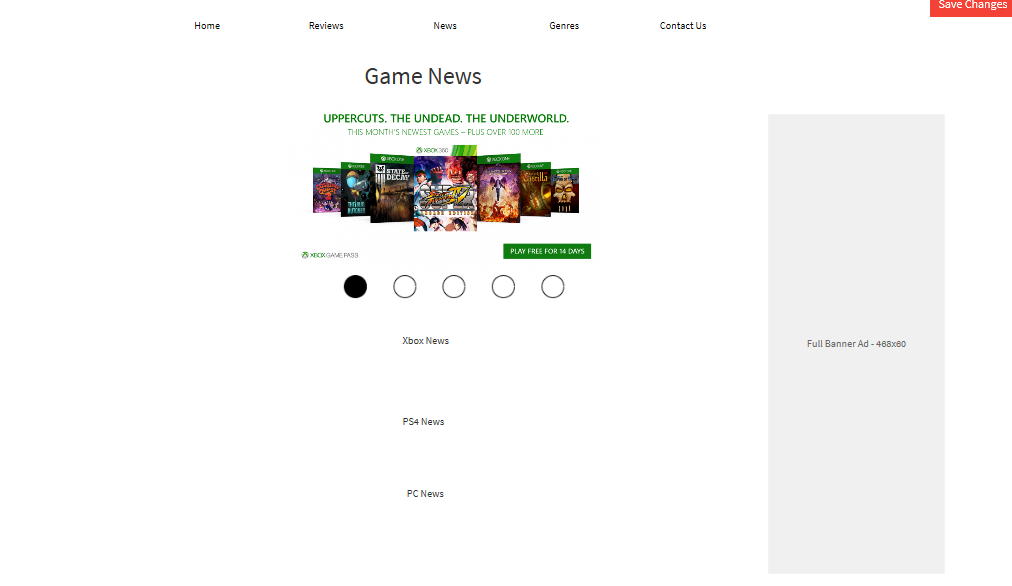 Save Changes
Home Reviews News Genres Contact Us
Game News
UPPERCUTS. THE UNDEAD. THE UNDERWORLD.
THIS MONTH'S NEWEST GAMES – PLUS OVER 100 MORE
XBOX 360
XBOX ONE
XBOX ONE
STATE OF DECAY
XBOX GAME PASS
PLAY FREE FOR 14 DAYS
Xbox News
Full Banner Ad - 468x60
PS4 News
PC News